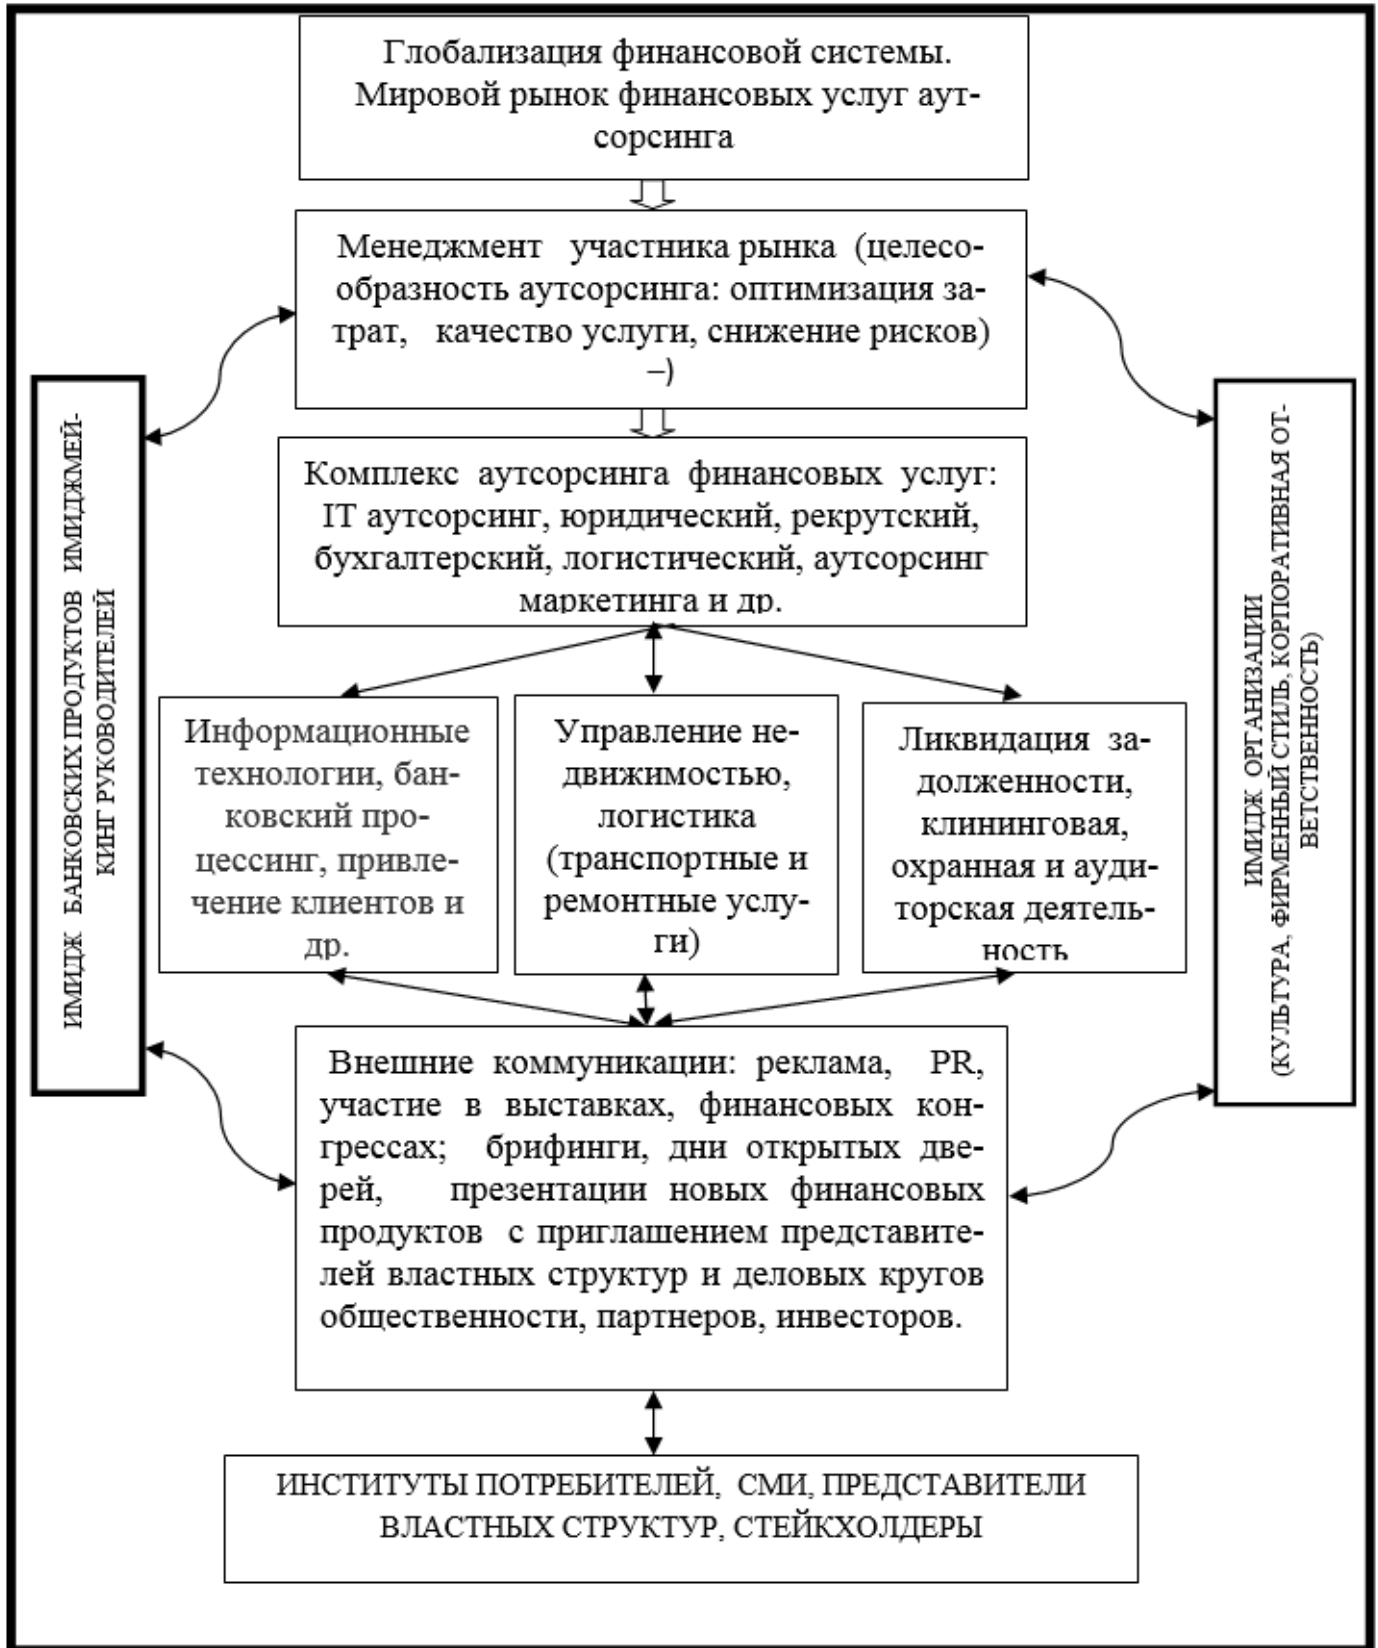 Глобализация финансовой системы.
Мировой рынок финансовых услуг аут-
сорсинга
Менеджмент участника рынка (целесо-
образность аутсорсинга: оптимизация за-
трат, качество услуги, снижение рисков)
–)
Комплекс аутсорсинга финансовых услуг:
IT аутсорсинг, юридический, рекрутский,
бухгалтерский, логистический, аутсорсинг
маркетинга и др.
ИМИДЖ БАНКОВСКИХ ПРОДУКТОВ ИМИДЖМЕЙ-
КИНГ РУКОВОДИТЕЛЕЙ
Информационные
технологии, бан-
ковский про-
цессинг, привле-
чение клиентов и
др.
Управление не-
движимостью,
логистика
(транспортные и
ремонтные услу-
ги)
Ликвидация за-
долженности,
клининговая,
охранная и ауди-
торская деятель-
ность
ИМИДЖ ОРГАНИЗАЦИИ
(КУЛЬТУРА, ФИРМЕННЫЙ СТИЛЬ, КОРПОРАТИВНАЯ ОТ-
ВЕТСТВЕННОСТЬ)
Внешние коммуникации: реклама, PR,
участие в выставках, финансовых кон-
грессах; брифинги, дни открытых две-
рей, презентации новых финансовых
продуктов с приглашением представите-
лей властных структур и деловых кругов
общественности, партнеров, инвесторов.
ИНСТИТУТЫ ПОТРЕБИТЕЛЕЙ, СМИ, ПРЕДСТАВИТЕЛИ
ВЛАСТНЫХ СТРУКТУР, СТЕЙКХОЛДЕРЫ